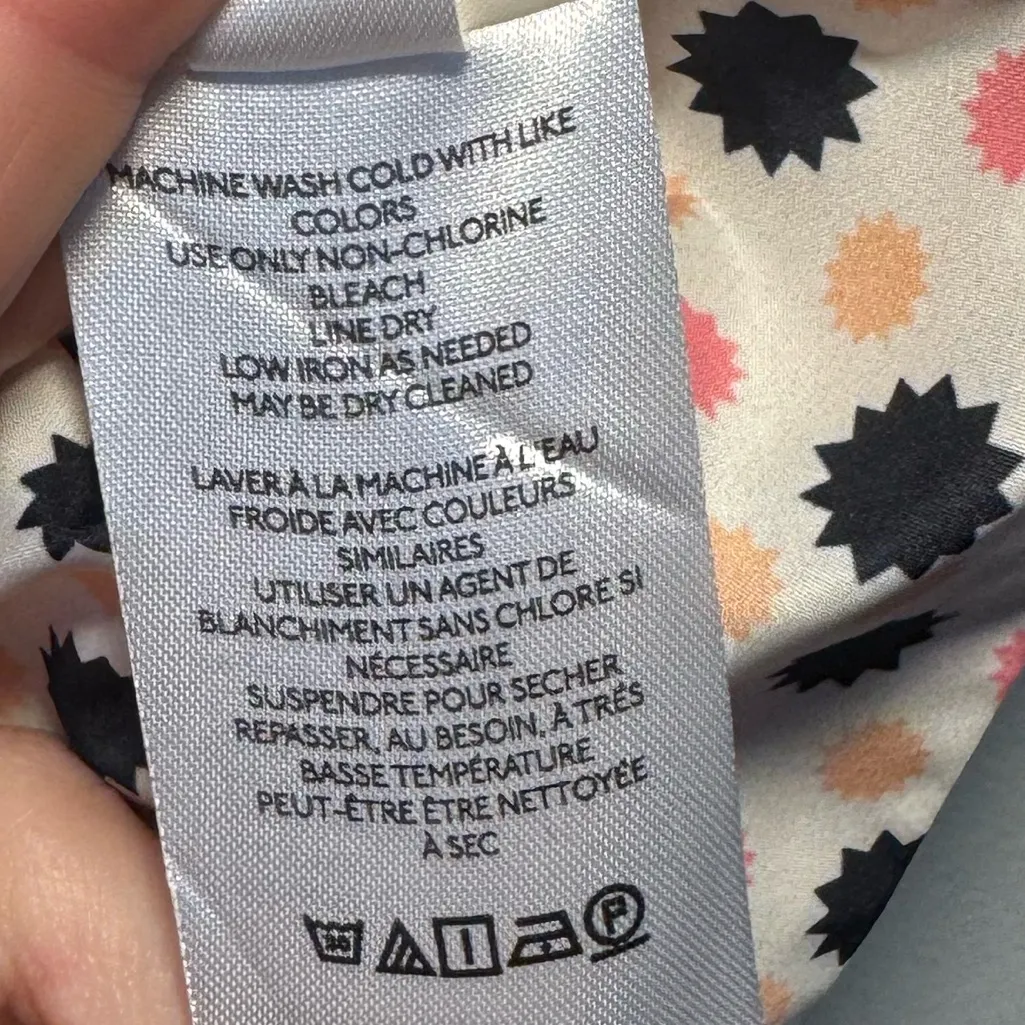 MACHINE WASH COLD WITH LIKE
COLORS
USE ONLY NON-CHLORINE
BLEACH
LINE DRY
LOW IRON AS NEEDED
MAY BE DRY CLEANED
LAVER À LA MACHINE À L'EAU
FROIDE AVEC COULEURS
SIMILAIRES
UTILISER UN AGENT DE
BLANCHIMENT SANS CHLORE SI
NÉCESSAIRE
SUSPENDRE POUR SECHER
REPASSER, AU BESOIN, À TRÉS
BASSE TEMPÉRATURE
PEUT-ÊTRE ÊTRE NETTOYÉE
À SEC
30 P